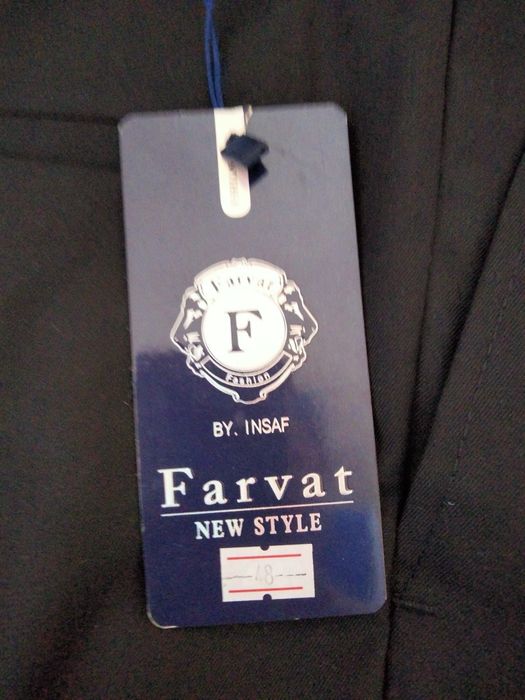 Farvat
F
Fashion
BY. INSAF
Farvat
NEW STYLE
48